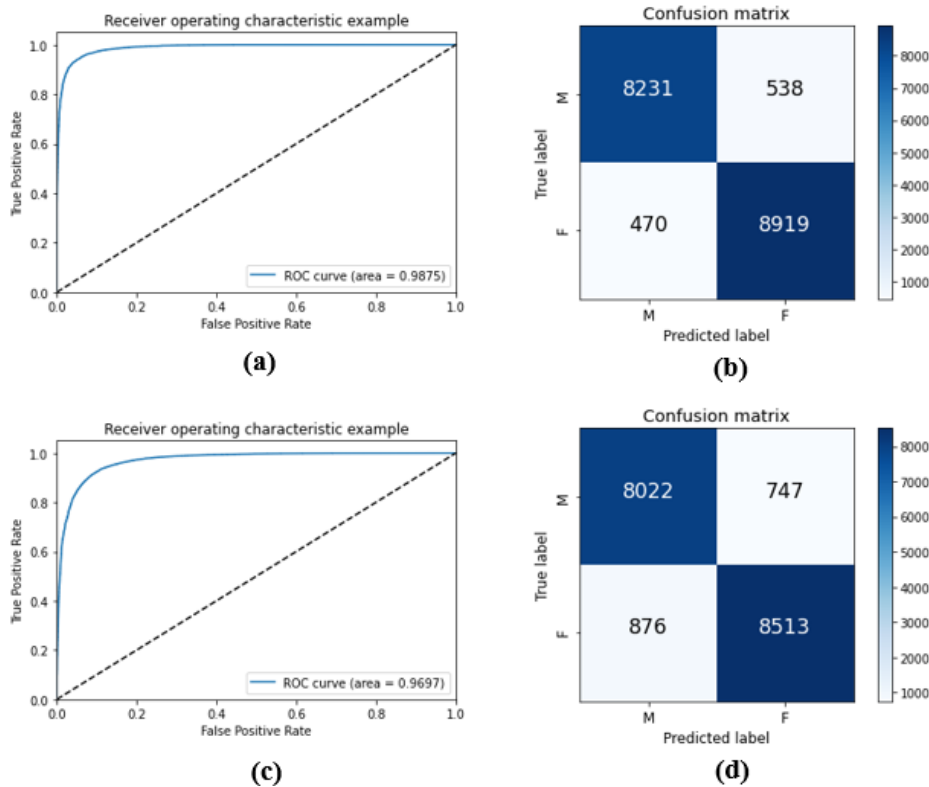 Receiver operating characteristic example
1.0
0.8
0.6
0.4
0.2
0.0
True Positive Rate
ROC curve (area = 0.9875)
0.0 0.2 0.4 0.6 0.8 1.0
False Positive Rate
(a)
Confusion matrix
M
F
True label
8231 538
470 8919
M F
Predicted label
8000
7000
6000
5000
4000
3000
2000
1000
(b)
Receiver operating characteristic example
1.0
0.8
0.6
0.4
0.2
0.0
True Positive Rate
ROC curve (area = 0.9697)
0.0 0.2 0.4 0.6 0.8 1.0
False Positive Rate
(c)
Confusion matrix
M
F
True label
8022 747
876 8513
M F
Predicted label
8000
7000
6000
5000
4000
3000
2000
1000
(d)